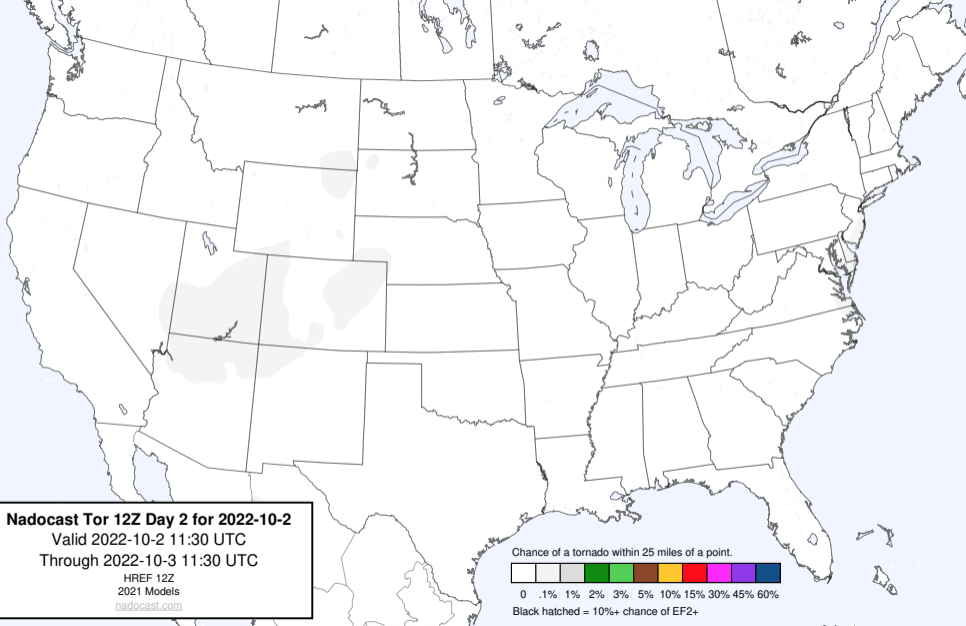 Nadocast Tor 12Z Day 2 for 2022-10-2
Valid 2022-10-2 11:30 UTC
Through 2022-10-3 11:30 UTC
HREF 12Z
2021 Models
nadocast.com
Chance of a tornado within 25 miles of a point.
0 .1% 1% 2% 3% 5% 10% 15% 30% 45% 60%
Black hatched = 10%+ chance of EF2+